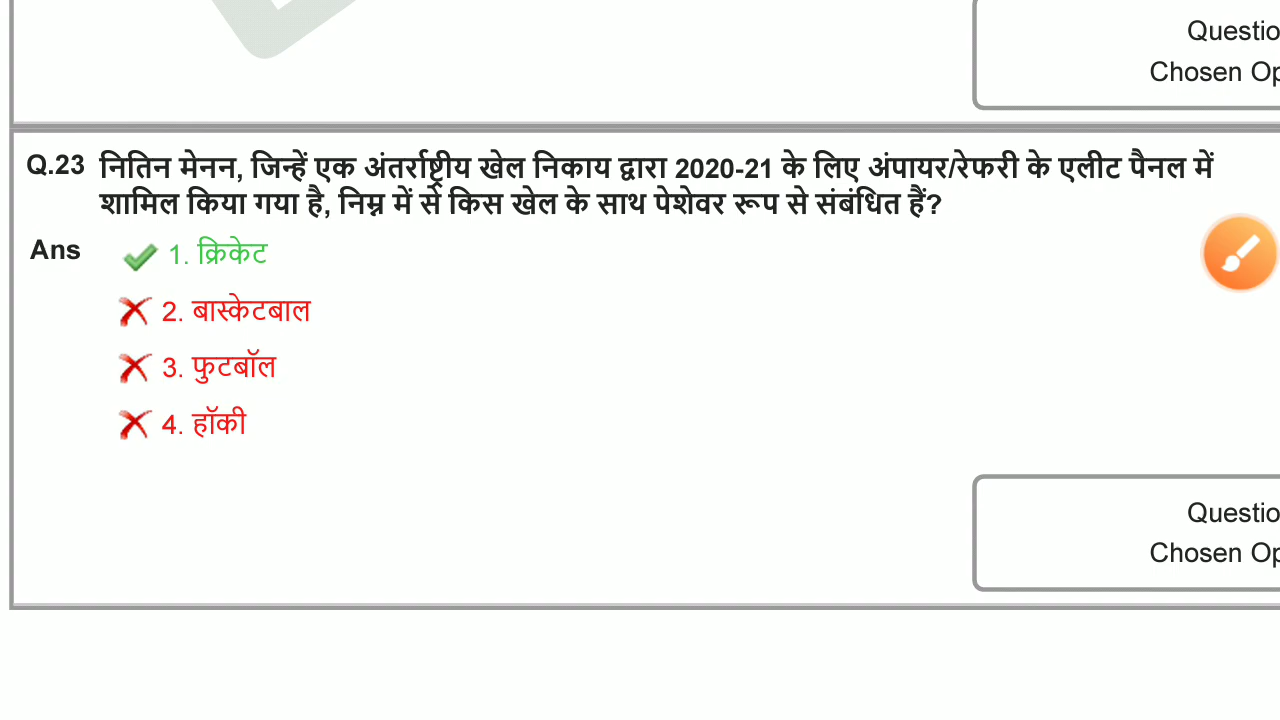 Questio
Chosen Op
Q.23 नितिन मेनन, जिन्हें एक अंतर्राष्ट्रीय खेल निकाय द्वारा 2020-21 के लिए अंपायर/रेफरी के एलीट पैनल में
शामिल किया गया है, निम्न में से किस खेल के साथ पेशेवर रूप से संबंधित हैं?
Ans 1. क्रिकेट
2. बास्केटबाल
3. फुटबॉल
4. हॉकी
Questio
Chosen Op